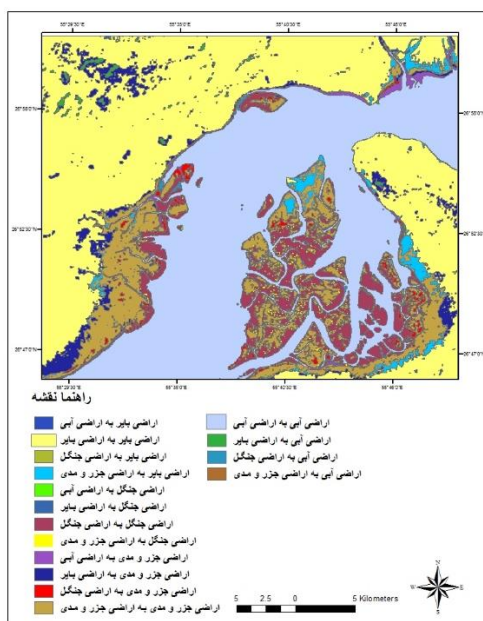 راهنما نقشه
اراضی بایر به اراضی آبی
اراضی بایر به اراضی بایر
اراضی بایر به اراضی جنگل
اراضی بایر به اراضی جزر و مدی
اراضی جنگل به اراضی آبی
اراضی جنگل به اراضی بایر
اراضی جنگل به اراضی جنگل
اراضی جنگل به اراضی جزر و مدی
اراضی جزر و مدی به اراضی آبی
اراضی جزر و مدی به اراضی بایر
اراضی جزر و مدی به اراضی جنگل
اراضی جزر و مدی به اراضی جزر و مدی
اراضی آبی به اراضی آبی
اراضی آبی به اراضی بایر
اراضی آبی به اراضی جنگل
اراضی آبی به اراضی جزر و مدی
N
W E
S
5 2.5 0 5 Kilometers